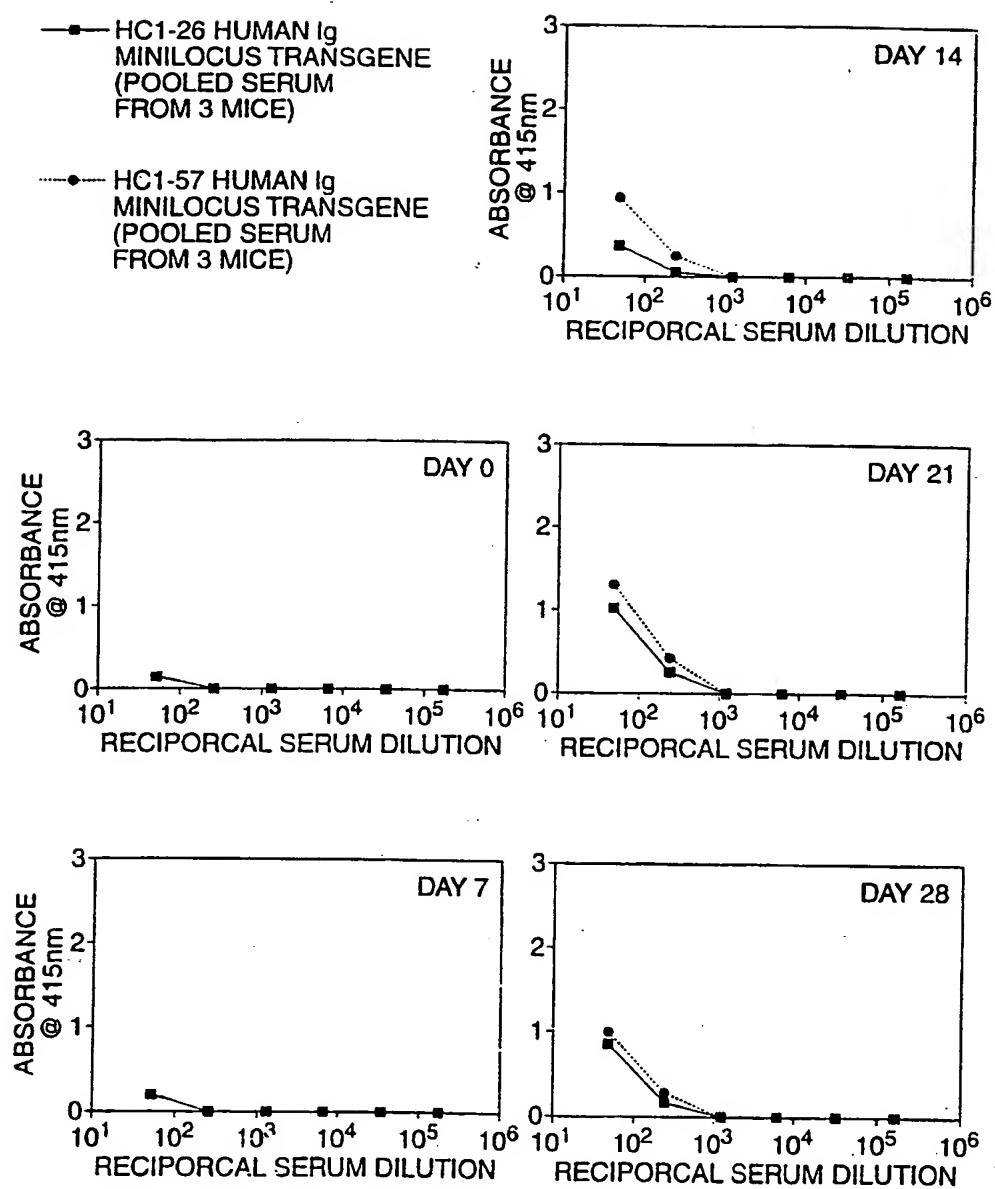 HC1-26 HUMAN Ig
MINILOCUS TRANSGENE
(POOLED SERUM
FROM 3 MICE)
HC1-57 HUMAN Ig
MINILOCUS TRANSGENE
(POOLED SERUM
FROM 3 MICE)
DAY 14
ABSORBANCE
@ 415nm
3
2
1
0
10¹ 10² 10³ 10⁴ 10⁵ 10⁶
RECIPORCAL SERUM DILUTION
DAY 0
ABSORBANCE
@ 415nm
3
2
1
0
10¹ 10² 10³ 10⁴ 10⁵ 10⁶
RECIPORCAL SERUM DILUTION
DAY 21
3
2
1
0
10¹ 10² 10³ 10⁴ 10⁵ 10⁶
RECIPORCAL SERUM DILUTION
DAY 7
ABSORBANCE
@ 415nm
3
2
1
0
10¹ 10² 10³ 10⁴ 10⁵ 10⁶
RECIPORCAL SERUM DILUTION
DAY 28
3
2
1
0
10¹ 10² 10³ 10⁴ 10⁵ 10⁶
RECIPORCAL SERUM DILUTION